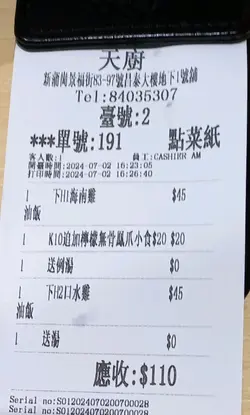 天廚
新蒲崗景福街83-97號昌泰大樓地下1號舖
Tel:84035307
臺號:2
***單號:191 點菜紙
客人數:1 員工:CASHIER AM
開臺時間:2024-07-02 16:23:05
打印時間:2024-07-02 16:26:40
1 下H1海南雞 $45
油飯
1 K10追加檸檬無骨鳳爪小食$20 $20
1 送例湯 $0
1 下H2口水雞 $45
油飯
1 送湯 $0
應收:$110
Serial no:S012024070200700028
Serial no:S012024070200700028